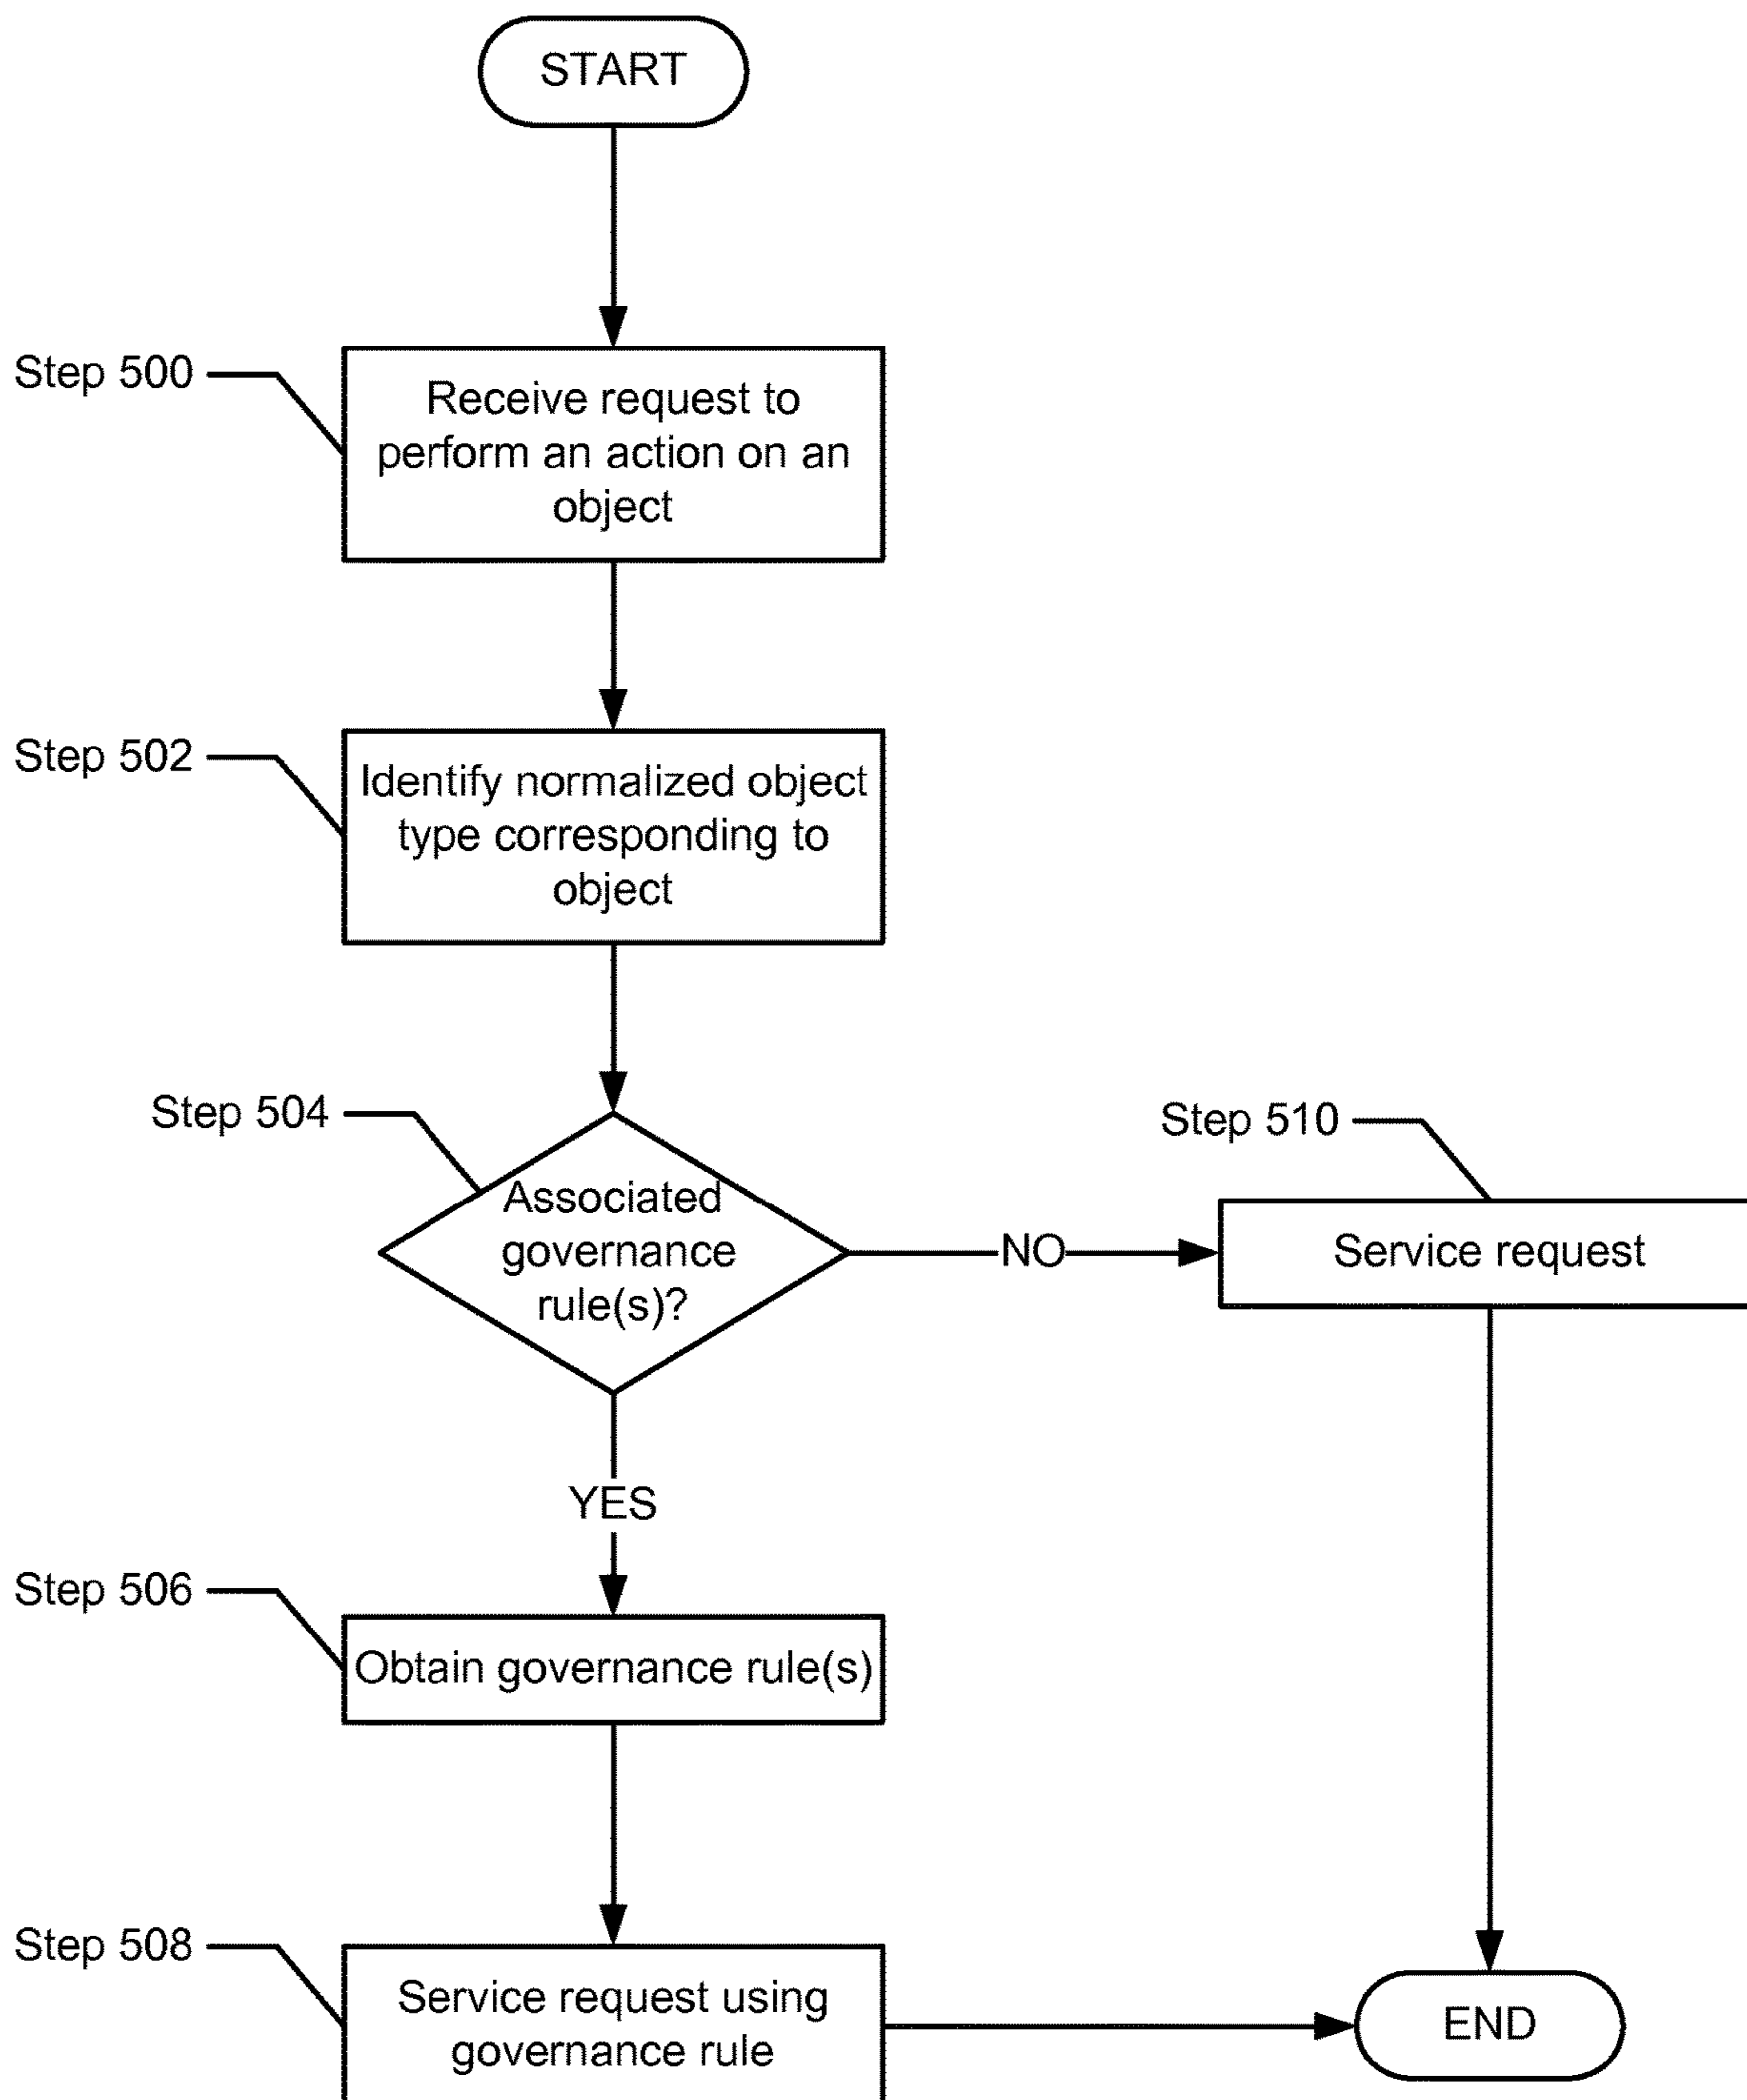 START
Step 500
Receive request to
perform an action on an
object
Step 502
Identify normalized object
type corresponding to
object
Step 504
Associated
governance
rule(s)?
NO
Step 510
Service request
YES
Step 506
Obtain governance rule(s)
Step 508
Service request using
governance rule
END